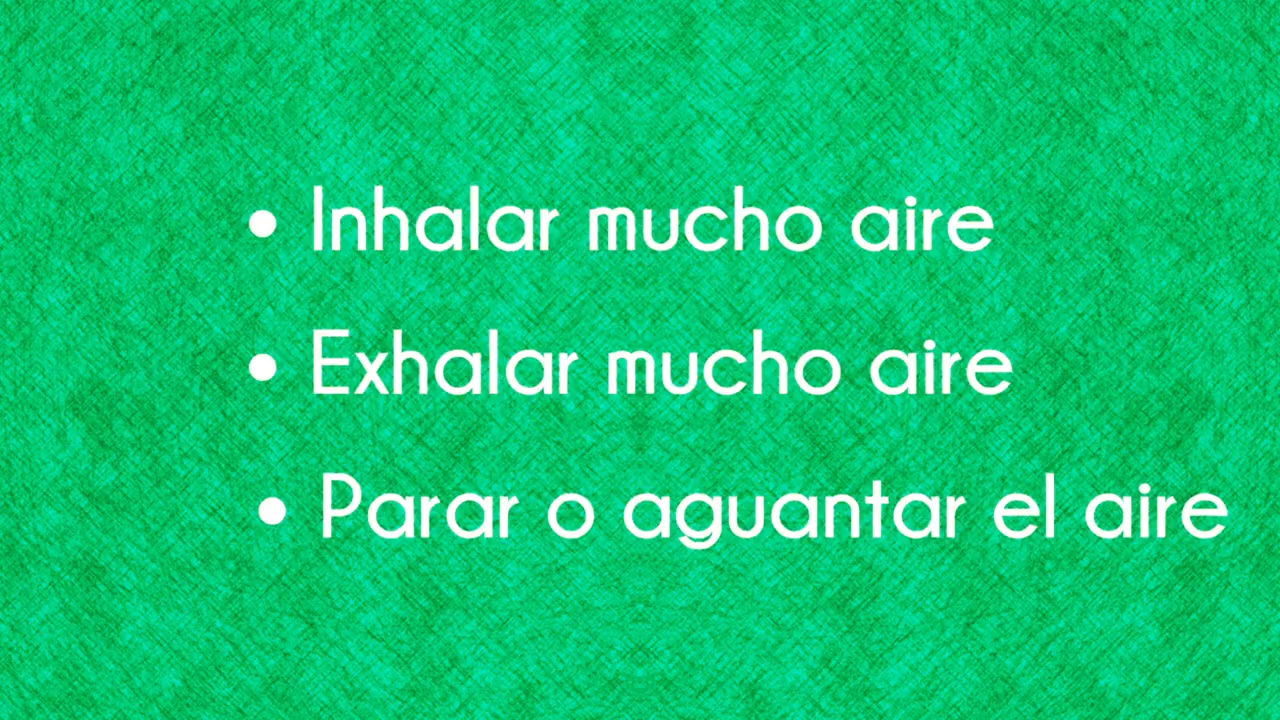 • Inhalar mucho aire
• Exhalar mucho aire
• Parar o aguantar el aire